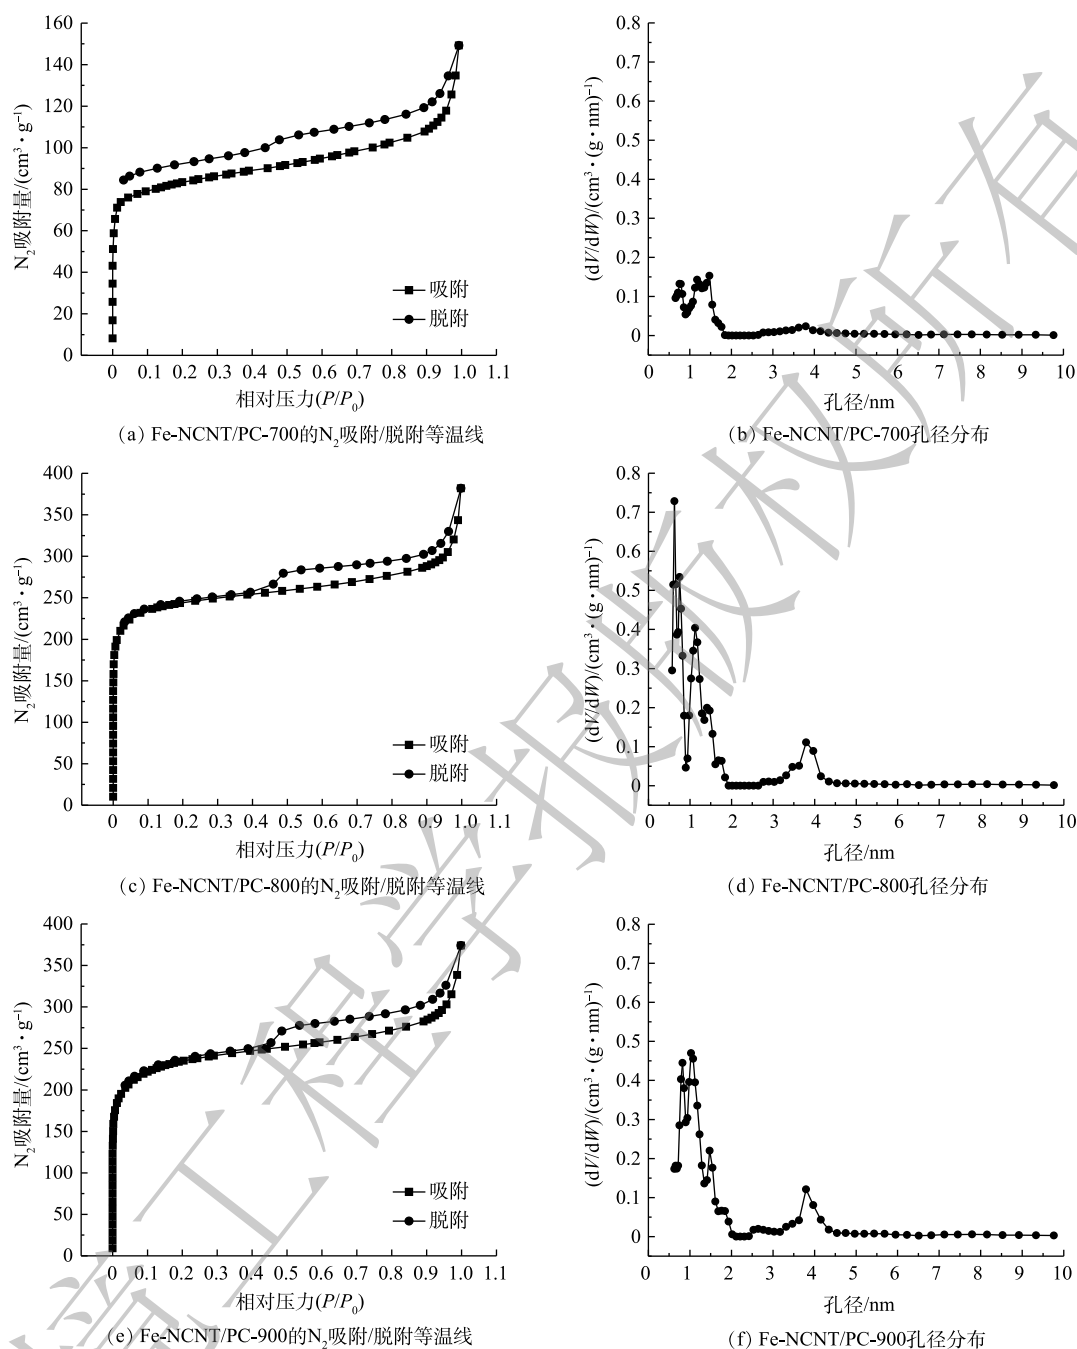 160
140
120
100
80
60
40
20
0
N₂吸附量/(cm³·g⁻¹)
吸附
脱附
0 0.1 0.2 0.3 0.4 0.5 0.6 0.7 0.8 0.9 1.0 1.1
相对压力(P/P₀)
(a) Fe-NCNT/PC-700的N₂吸附/脱附等温线
0.8
0.7
0.6
0.5
0.4
0.3
0.2
0.1
0
(dV/dW)/(cm³·(g·nm)⁻¹)
0 1 2 3 4 5 6 7 8 9 10
孔径/nm
(b) Fe-NCNT/PC-700孔径分布
400
350
300
250
200
150
100
50
0
N₂吸附量/(cm³·g⁻¹)
吸附
脱附
0 0.1 0.2 0.3 0.4 0.5 0.6 0.7 0.8 0.9 1.0 1.1
相对压力(P/P₀)
(c) Fe-NCNT/PC-800的N₂吸附/脱附等温线
0.8
0.7
0.6
0.5
0.4
0.3
0.2
0.1
0
(dV/dW)/(cm³·(g·nm)⁻¹)
0 1 2 3 4 5 6 7 8 9 10
孔径/nm
(d) Fe-NCNT/PC-800孔径分布
400
350
300
250
200
150
100
50
0
N₂吸附量/(cm³·g⁻¹)
吸附
脱附
0 0.1 0.2 0.3 0.4 0.5 0.6 0.7 0.8 0.9 1.0 1.1
相对压力(P/P₀)
(e) Fe-NCNT/PC-900的N₂吸附/脱附等温线
0.8
0.7
0.6
0.5
0.4
0.3
0.2
0.1
0
(dV/dW)/(cm³·(g·nm)⁻¹)
0 1 2 3 4 5 6 7 8 9 10
孔径/nm
(f) Fe-NCNT/PC-900孔径分布
工程学报版权所有